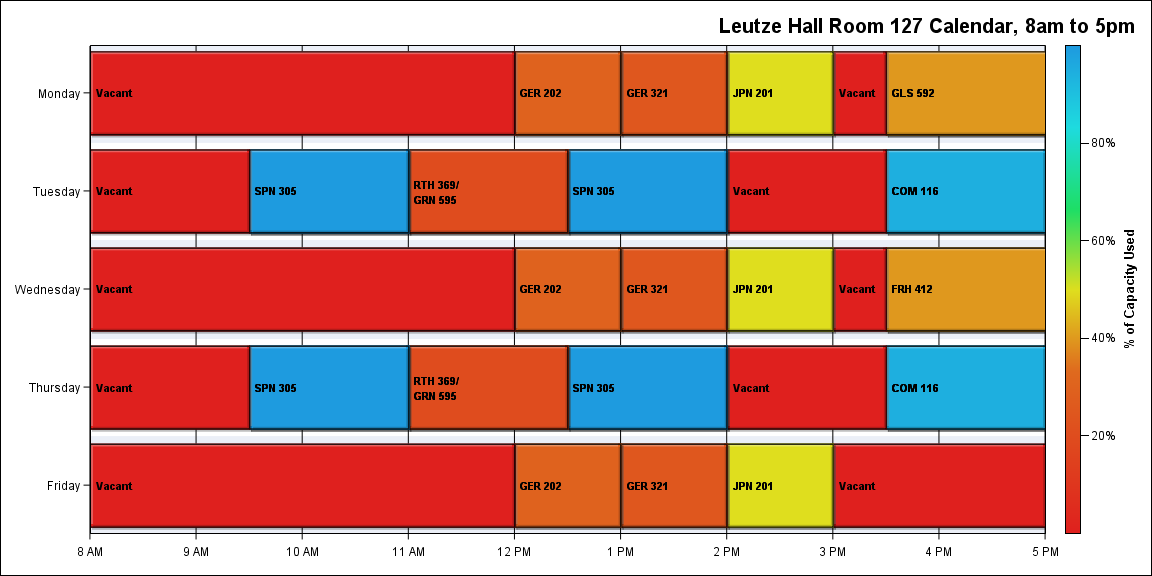 Leutze Hall Room 127 Calendar, 8am to 5pm
Monday
Vacant
GER 202
GER 321
JPN 201
Vacant
GLS 592
Tuesday
Vacant
SPN 305
RTH 369/
GRN 595
SPN 305
Vacant
COM 116
Wednesday
Vacant
GER 202
GER 321
JPN 201
Vacant
FRH 412
Thursday
Vacant
SPN 305
RTH 369/
GRN 595
SPN 305
Vacant
COM 116
Friday
Vacant
GER 202
GER 321
JPN 201
Vacant
8 AM
9 AM
10 AM
11 AM
12 PM
1 PM
2 PM
3 PM
4 PM
5 PM
80%
60%
40%
20%
% of Capacity Used